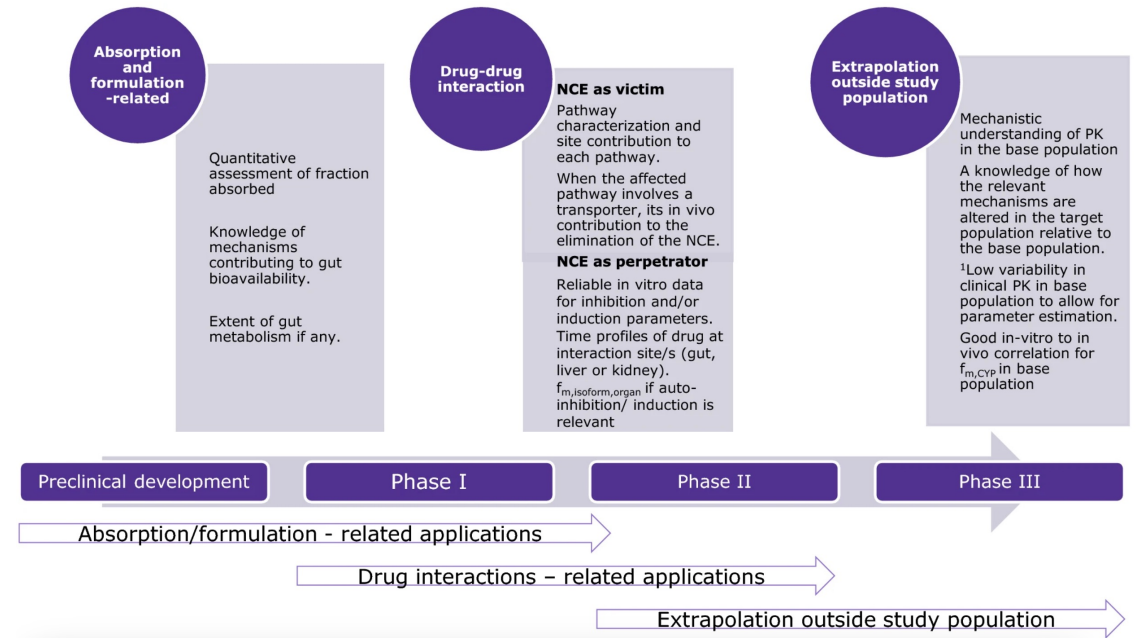 Absorption
and
formulation
-related
Quantitative
assessment of fraction
absorbed
Knowledge of
mechanisms
contributing to gut
bioavailability.
Extent of gut
metabolism if any.
Drug-drug
interaction
NCE as victim
Pathway
characterization and
site contribution to
each pathway.
When the affected
pathway involves a
transporter, its in vivo
contribution to the
elimination of the NCE.
NCE as perpetrator
Reliable in vitro data
for inhibition and/or
induction parameters.
Time profiles of drug at
interaction site/s (gut,
liver or kidney).
fm,isoform,organ if auto-
inhibition/ induction is
relevant
Extrapolation
outside study
population
Mechanistic
understanding of PK
in the base population
A knowledge of how
the relevant
mechanisms are
altered in the target
population relative to
the base population.
¹Low variability in
clinical PK in base
population to allow for
parameter estimation.
Good in-vitro to in
vivo correlation for
fm,CYP in base
population
Preclinical development
Phase I
Phase II
Phase III
Absorption/formulation - related applications
Drug interactions – related applications
Extrapolation outside study population